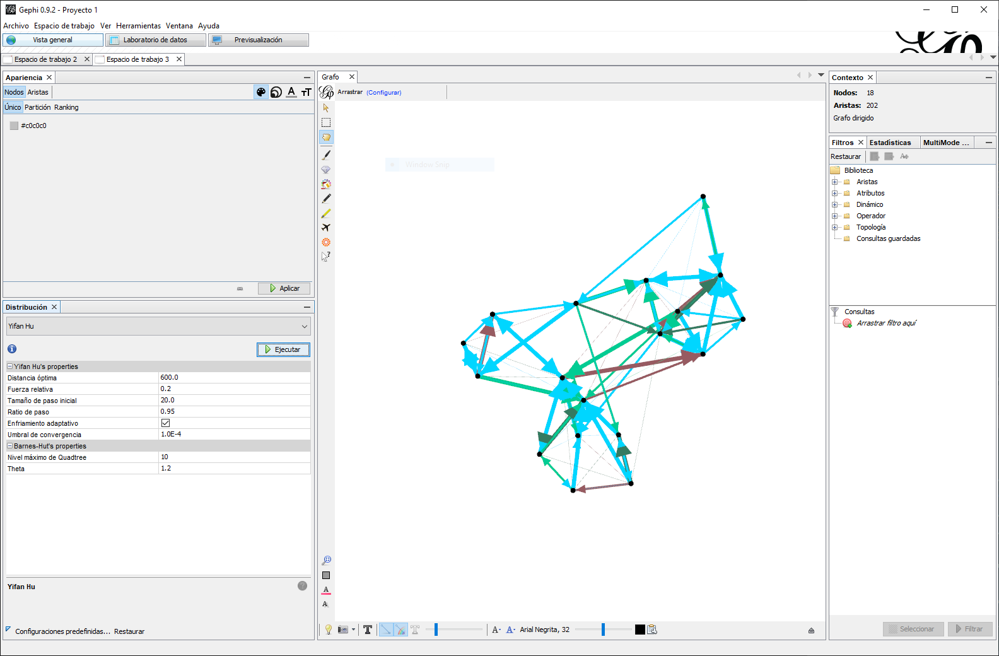 Gephi 0.9.2 - Proyecto 1
Archivo Espacio de trabajo Ver Herramientas Ventana Ayuda
Vista general Laboratorio de datos Previsualización
Espacio de trabajo 2 Espacio de trabajo 3
Apariencia
Nodos Aristas
Único Partición Ranking
#c0c0c0
Aplicar
Distribución
Yifan Hu
Ejecutar
Yifan Hu's properties
Distancia óptima 600.0
Fuerza relativa 0.2
Tamaño de paso inicial 20.0
Ratio de paso 0.95
Enfriamiento adaptativo
Umbral de convergencia 1.0E-4
Barnes-Hut's properties
Nivel máximo de Quadtree 10
Theta 1.2
Yifan Hu
Configuraciones predefinidas... Restaurar
Grafo
Arrastrar (Configurar)
Window Snip
Arial Negrita, 32
Contexto
Nodos: 18
Aristas: 202
Grafo dirigido
Filtros Estadísticas MultiMode ...
Restaurar
Biblioteca
Aristas
Atributos
Dinámico
Operador
Topología
Consultas guardadas
Consultas
Arrastrar filtro aquí
Seleccionar Filtrar